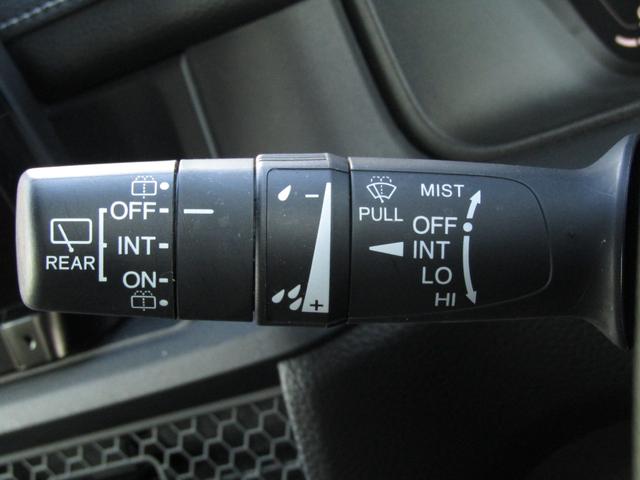 REAR
OFF
INT
ON
−
+
PULL
MIST
OFF
INT
LO
HI